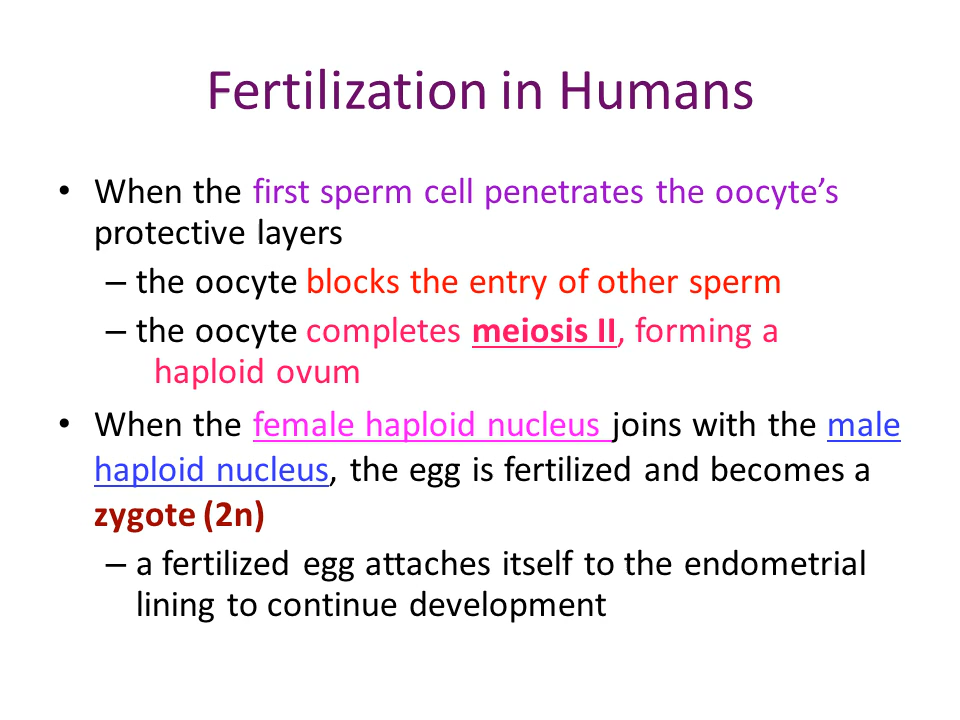 Fertilization in Humans
• When the first sperm cell penetrates the oocyte’s
protective layers
– the oocyte blocks the entry of other sperm
– the oocyte completes meiosis II, forming a
haploid ovum
• When the female haploid nucleus joins with the male
haploid nucleus, the egg is fertilized and becomes a
zygote (2n)
– a fertilized egg attaches itself to the endometrial
lining to continue development